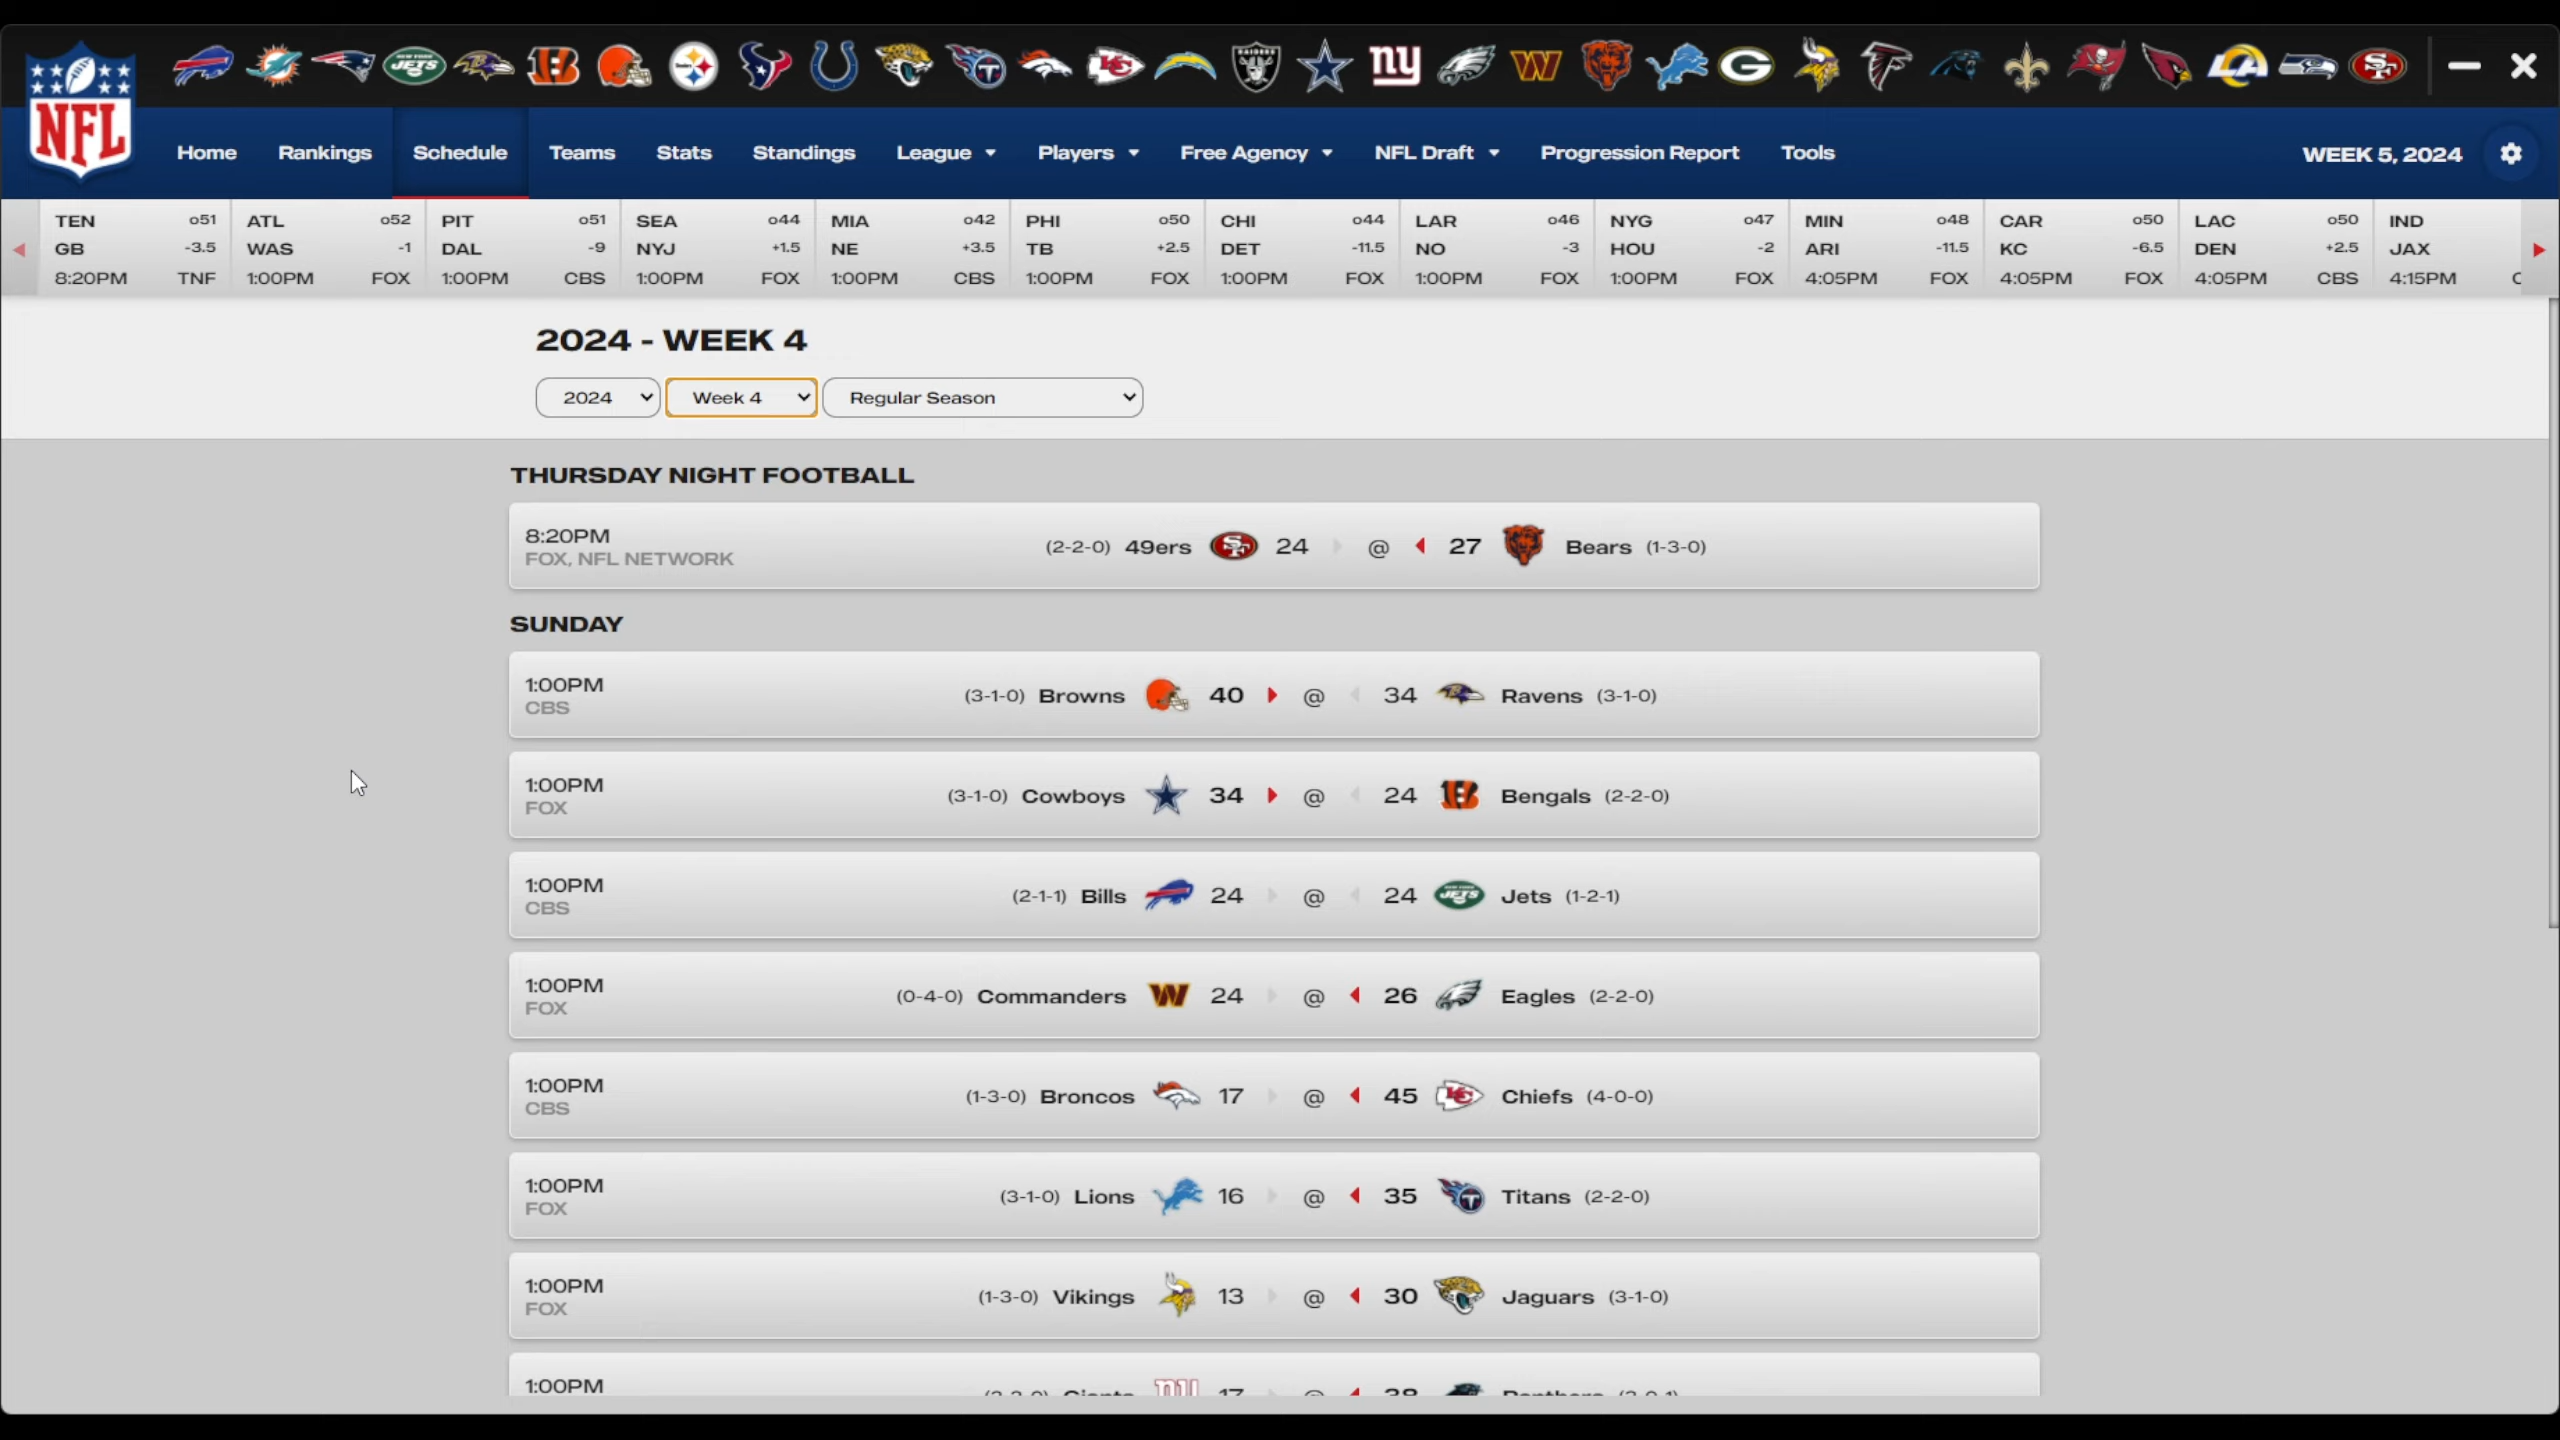 NFL
Home Rankings Schedule Teams Stats Standings League Players Free Agency NFL Draft Progression Report Tools WEEK 5, 2024
TEN o51 ATL o52 PIT o51 SEA o44 MIA o42 PHI o50 CHI o44 LAR o46 NYG o47 MIN o48 CAR o50 LAC o50 IND
GB -3.5 WAS -1 DAL -9 NYJ +1.5 NE +3.5 TB +2.5 DET -11.5 NO -3 HOU -2 ARI -11.5 KC -6.5 DEN +2.5 JAX
8:20PM TNF 1:00PM FOX 1:00PM CBS 1:00PM FOX 1:00PM CBS 1:00PM FOX 1:00PM FOX 1:00PM FOX 1:00PM FOX 4:05PM FOX 4:05PM FOX 4:05PM CBS 4:15PM
2024 - WEEK 4
2024 Week 4 Regular Season
THURSDAY NIGHT FOOTBALL
8:20PM
FOX, NFL NETWORK
(2-2-0) 49ers 24 @ 27 Bears (1-3-0)
SUNDAY
1:00PM
CBS
(3-1-0) Browns 40 @ 34 Ravens (3-1-0)
1:00PM
FOX
(3-1-0) Cowboys 34 @ 24 Bengals (2-2-0)
1:00PM
CBS
(2-1-1) Bills 24 @ 24 Jets (1-2-1)
1:00PM
FOX
(0-4-0) Commanders 24 @ 26 Eagles (2-2-0)
1:00PM
CBS
(1-3-0) Broncos 17 @ 45 Chiefs (4-0-0)
1:00PM
FOX
(3-1-0) Lions 16 @ 35 Titans (2-2-0)
1:00PM
FOX
(1-3-0) Vikings 13 @ 30 Jaguars (3-1-0)
1:00PM
Giants 17 @ Panthers